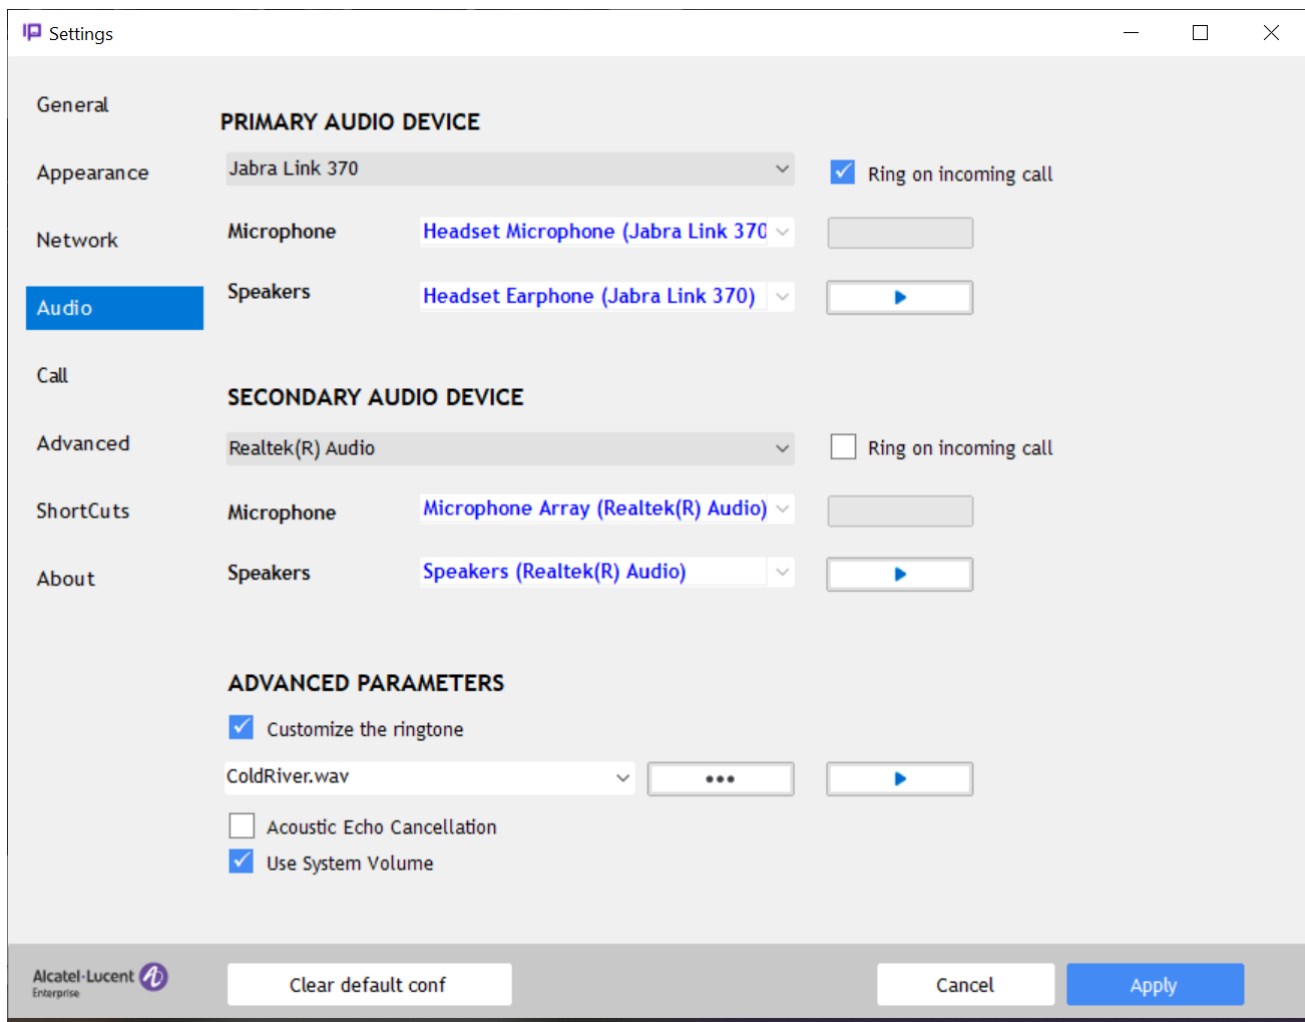 Settings
General
Appearance
Network
Audio
Call
Advanced
ShortCuts
About
PRIMARY AUDIO DEVICE
Jabra Link 370
Ring on incoming call
Microphone
Headset Microphone (Jabra Link 370
Speakers
Headset Earphone (Jabra Link 370)
SECONDARY AUDIO DEVICE
Realtek(R) Audio
Ring on incoming call
Microphone
Microphone Array (Realtek(R) Audio)
Speakers
Speakers (Realtek(R) Audio)
ADVANCED PARAMETERS
Customize the ringtone
ColdRiver.wav
•••
Acoustic Echo Cancellation
Use System Volume
Alcatel·Lucent
Enterprise
Clear default conf
Cancel
Apply